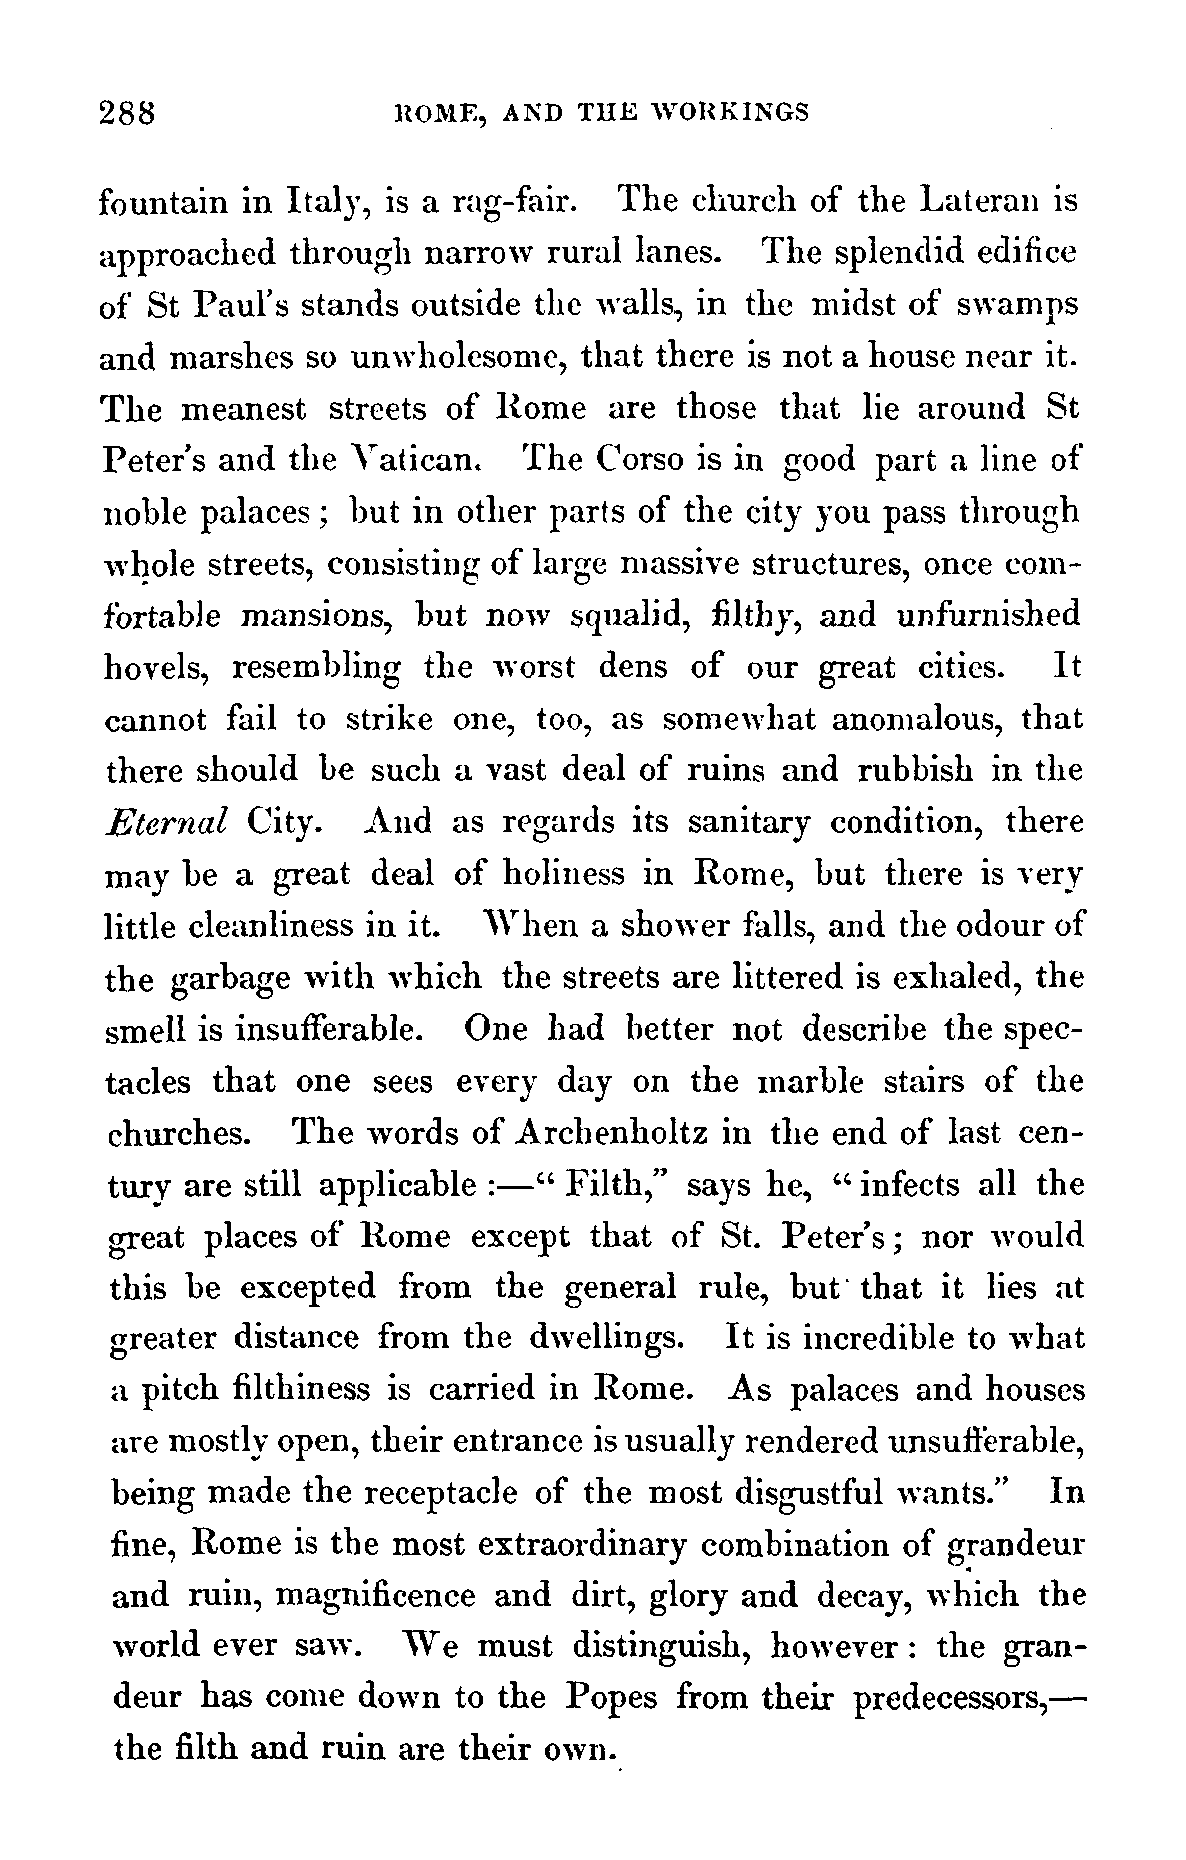 288 ROME, AND THE WORKINGS
fountain in Italy, is a rag-fair. The church of the Lateran is
approached through narrow rural lanes. The splendid edifice
of St Paul's stands outside the walls, in the midst of swamps
and marshes so unwholesome, that there is not a house near it.
The meanest streets of Rome are those that lie around St
Peter's and the Vatican. The Corso is in good part a line of
noble palaces ; but in other parts of the city you pass through
whole streets, consisting of large massive structures, once com-
fortable mansions, but now squalid, filthy, and unfurnished
hovels, resembling the worst dens of our great cities. It
cannot fail to strike one, too, as somewhat anomalous, that
there should be such a vast deal of ruins and rubbish in the
Eternal City. And as regards its sanitary condition, there
may be a great deal of holiness in Rome, but there is very
little cleanliness in it. When a shower falls, and the odour of
the garbage with which the streets are littered is exhaled, the
smell is insufferable. One had better not describe the spec-
tacles that one sees every day on the marble stairs of the
churches. The words of Archenholtz in the end of last cen-
tury are still applicable :—“ Filth,” says he, “ infects all the
great places of Rome except that of St. Peter's ; nor would
this be excepted from the general rule, but that it lies at
greater distance from the dwellings. It is incredible to what
a pitch filthiness is carried in Rome. As palaces and houses
are mostly open, their entrance is usually rendered unsufferable,
being made the receptacle of the most disgustful wants.” In
fine, Rome is the most extraordinary combination of grandeur
and ruin, magnificence and dirt, glory and decay, which the
world ever saw. We must distinguish, however : the gran-
deur has come down to the Popes from their predecessors,—
the filth and ruin are their own.